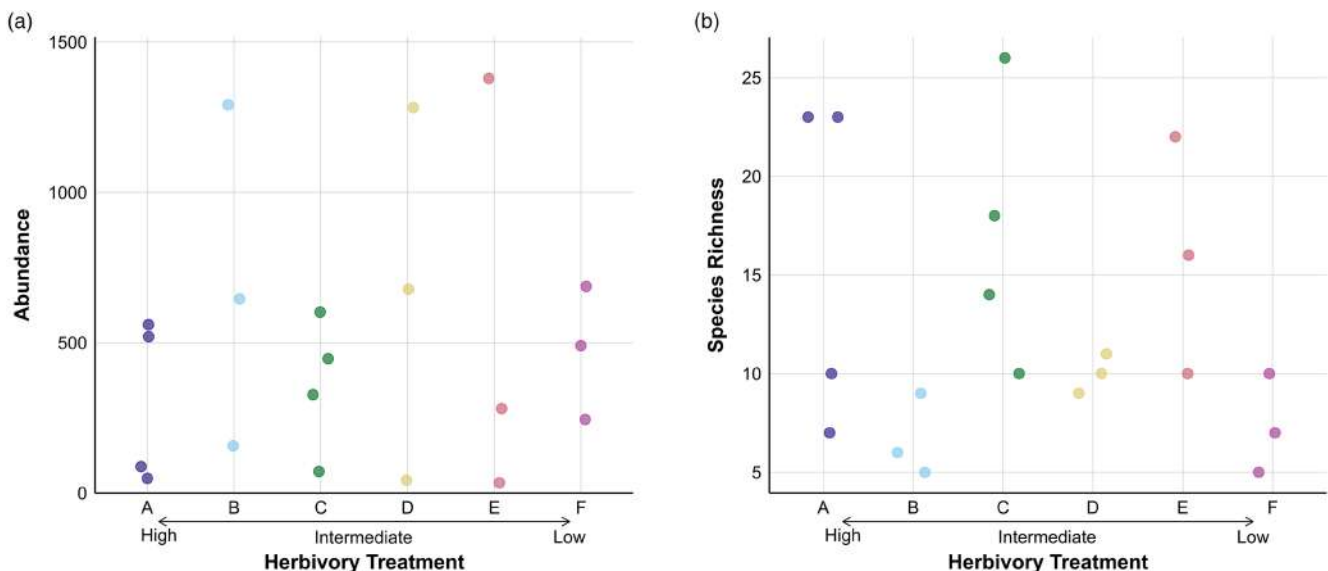 (a)
1500
1000
500
0
Abundance
A B C D E F
High Intermediate Low
Herbivory Treatment
(b)
25
20
15
10
5
Species Richness
A B C D E F
High Intermediate Low
Herbivory Treatment